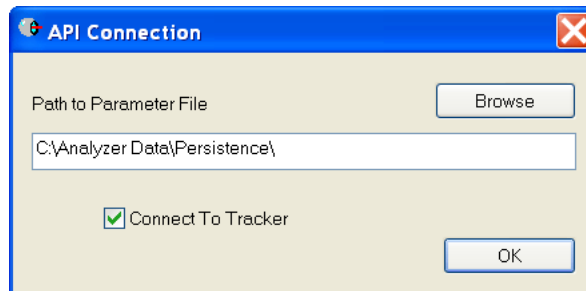 API Connection
Path to Parameter File
Browse
C:\Analyzer Data\Persistence\
Connect To Tracker
OK